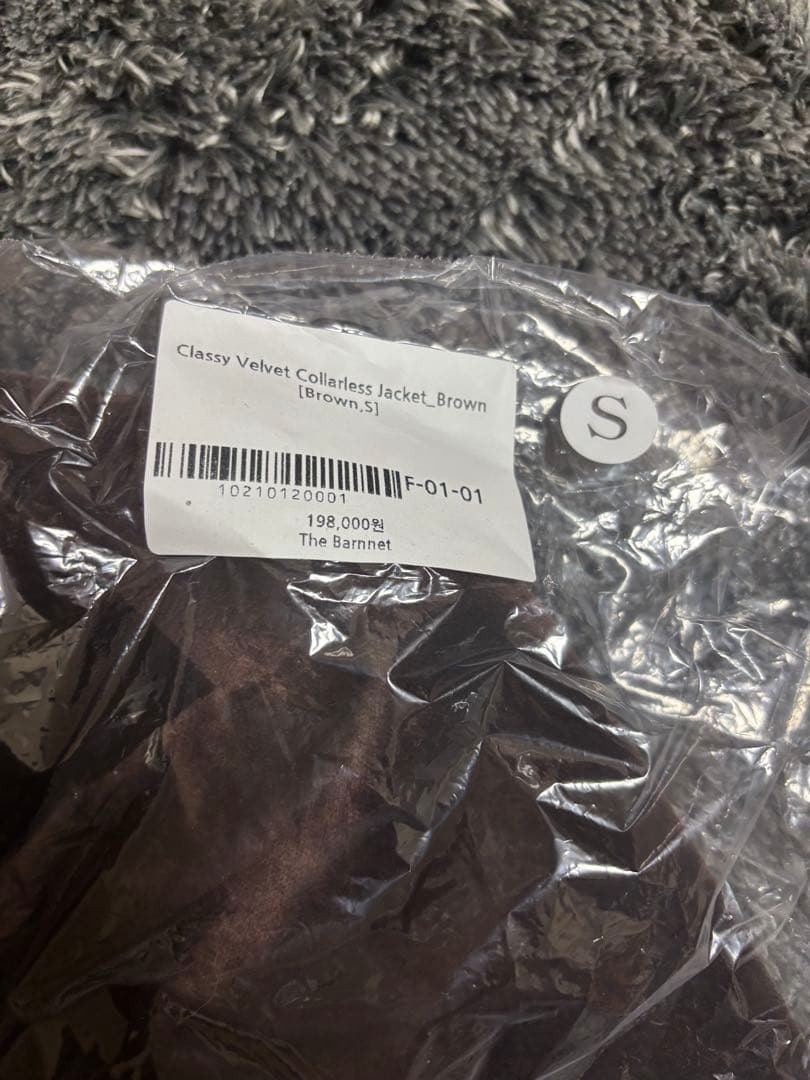 Classy Velvet Collarless Jacket_Brown
[Brown,S]
F-01-01
10210120001
198,000원
The Barnnet
S